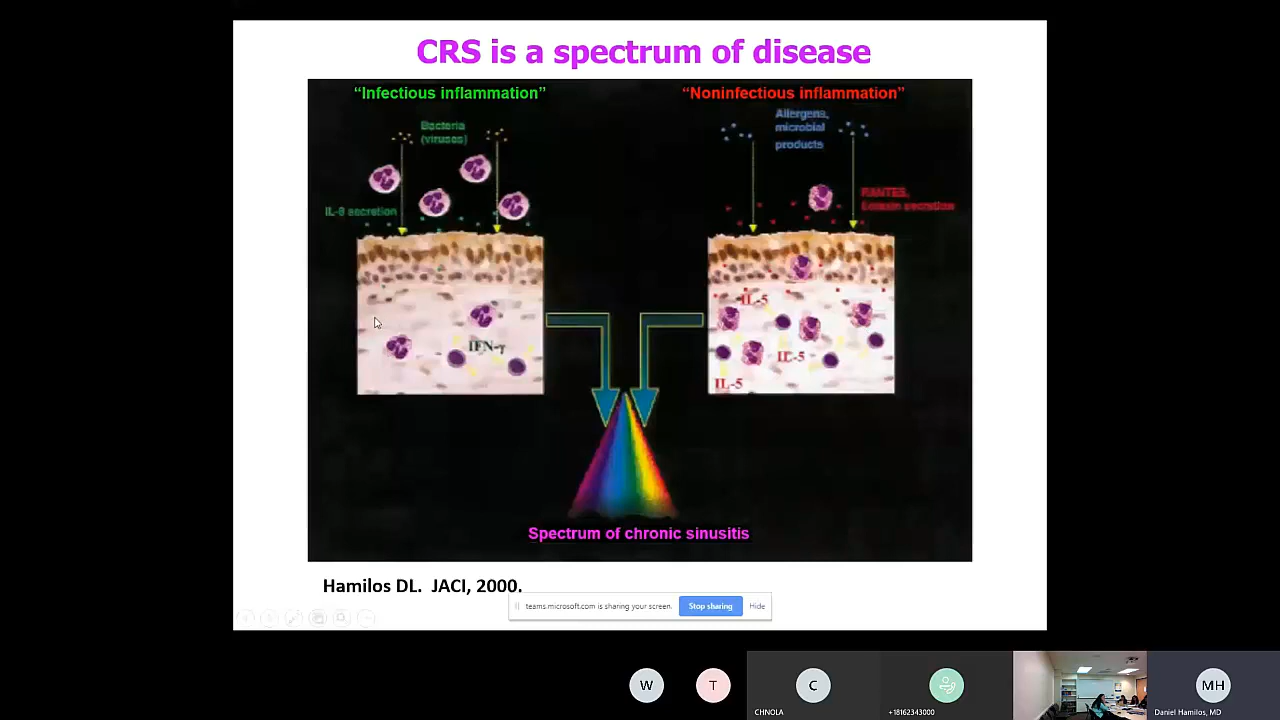 CRS is a spectrum of disease
“Infectious inflammation”
“Noninfectious inflammation”
Bacteria
(viruses)
Allergens,
microbial
products
IL-8 secretion
RANTES,
Eotaxin secretion
IL-5
IFN-γ
IL-5
IL-5
Spectrum of chronic sinusitis
Hamilos DL. JACI, 2000.
teams.microsoft.com is sharing your screen.
Stop sharing
Hide
W
T
C
MH
CHNOLA
+18162343000
Daniel Hamilos, MD